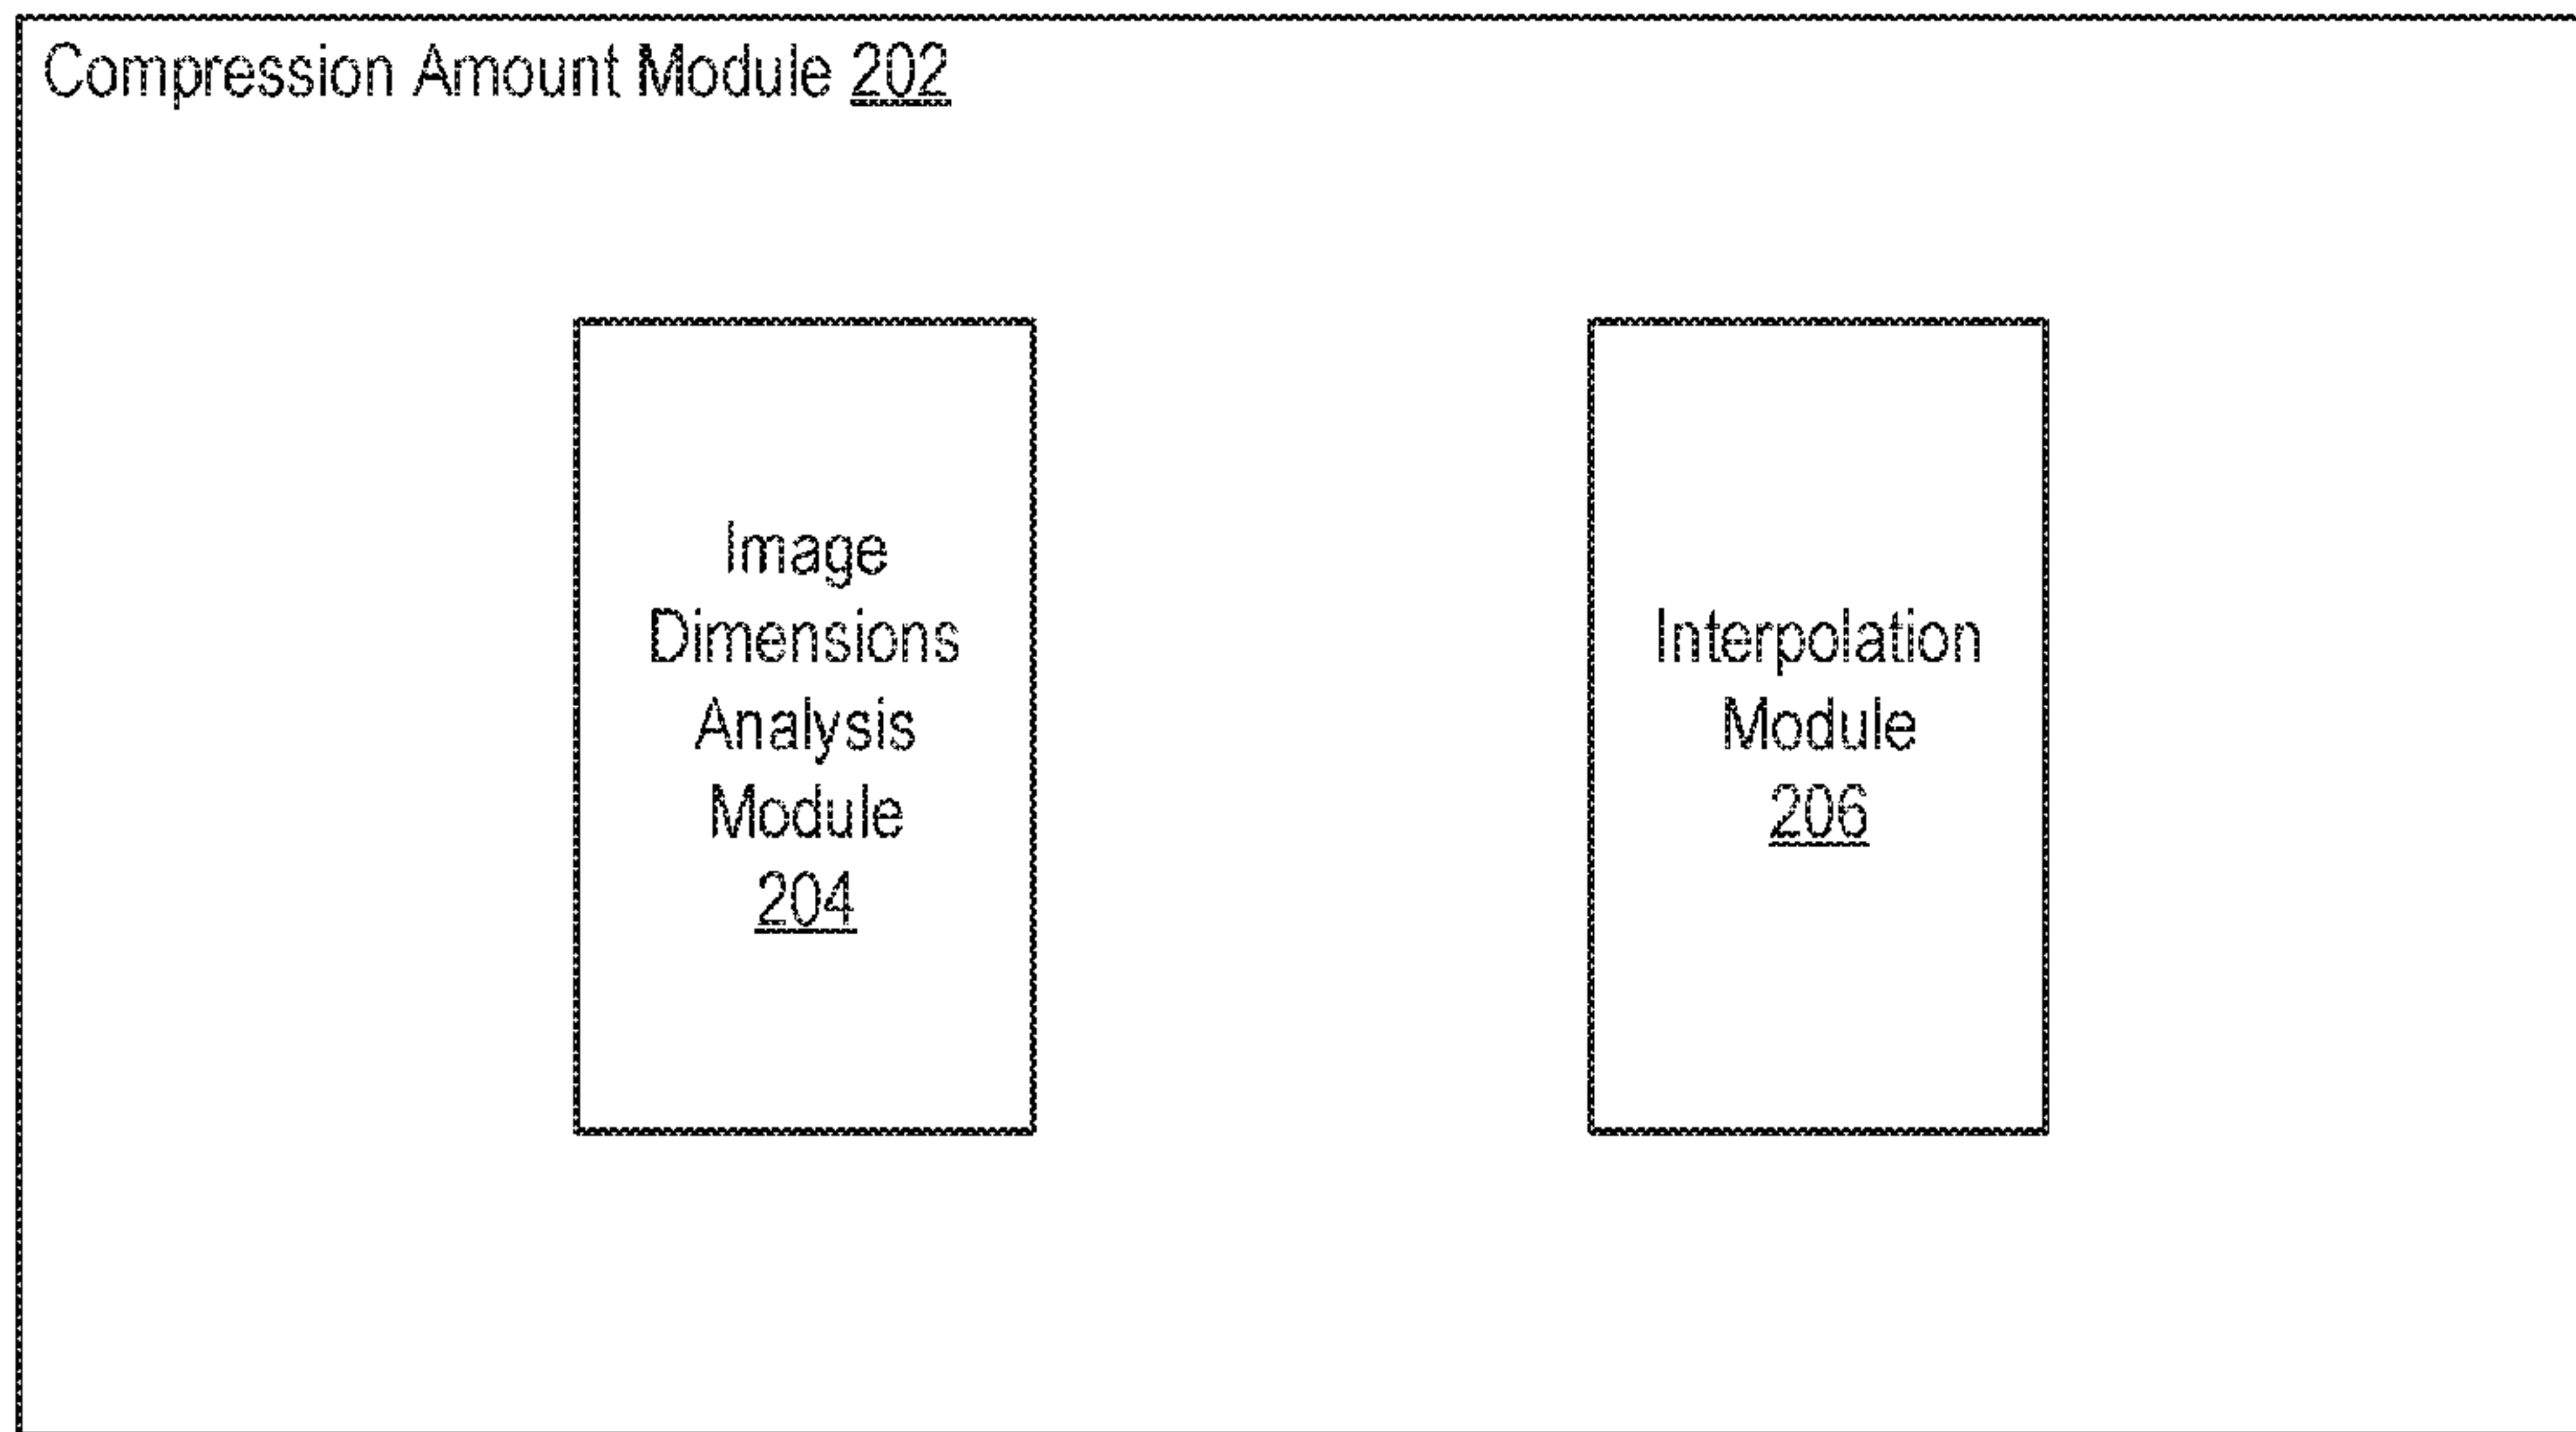 Compression Amount Module 202
Image
Dimensions
Analysis
Module
204
Interpolation
Module
206